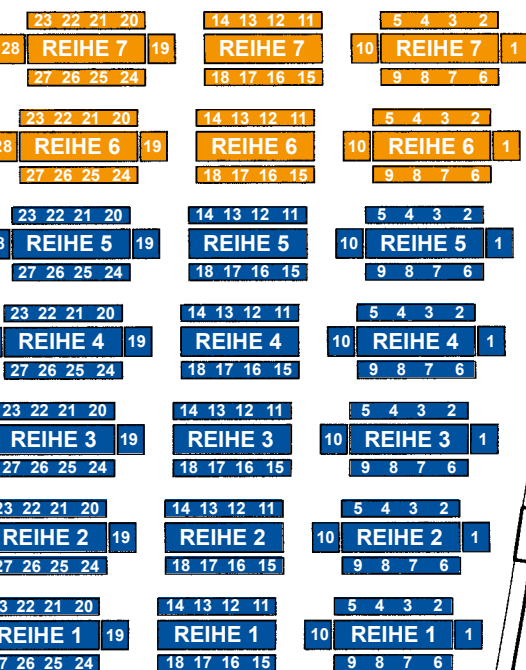 23 22 21 20 14 13 12 11 5 4 3 2
28 REIHE 7 19 REIHE 7 10 REIHE 7 1
27 26 25 24 18 17 16 15 9 8 7 6
23 22 21 20 14 13 12 11 5 4 3 2
28 REIHE 6 19 REIHE 6 10 REIHE 6 1
27 26 25 24 18 17 16 15 9 8 7 6
23 22 21 20 14 13 12 11 5 4 3 2
8 REIHE 5 19 REIHE 5 10 REIHE 5 1
27 26 25 24 18 17 16 15 9 8 7 6
23 22 21 20 14 13 12 11 5 4 3 2
REIHE 4 19 REIHE 4 10 REIHE 4 1
27 26 25 24 18 17 16 15 9 8 7 6
23 22 21 20 14 13 12 11 5 4 3 2
REIHE 3 19 REIHE 3 10 REIHE 3 1
27 26 25 24 18 17 16 15 9 8 7 6
23 22 21 20 14 13 12 11 5 4 3 2
REIHE 2 19 REIHE 2 10 REIHE 2 1
27 26 25 24 18 17 16 15 9 8 7 6
3 22 21 20 14 13 12 11 5 4 3 2
REIHE 1 19 REIHE 1 10 REIHE 1 1
7 26 25 24 18 17 16 15 9 8 7 6